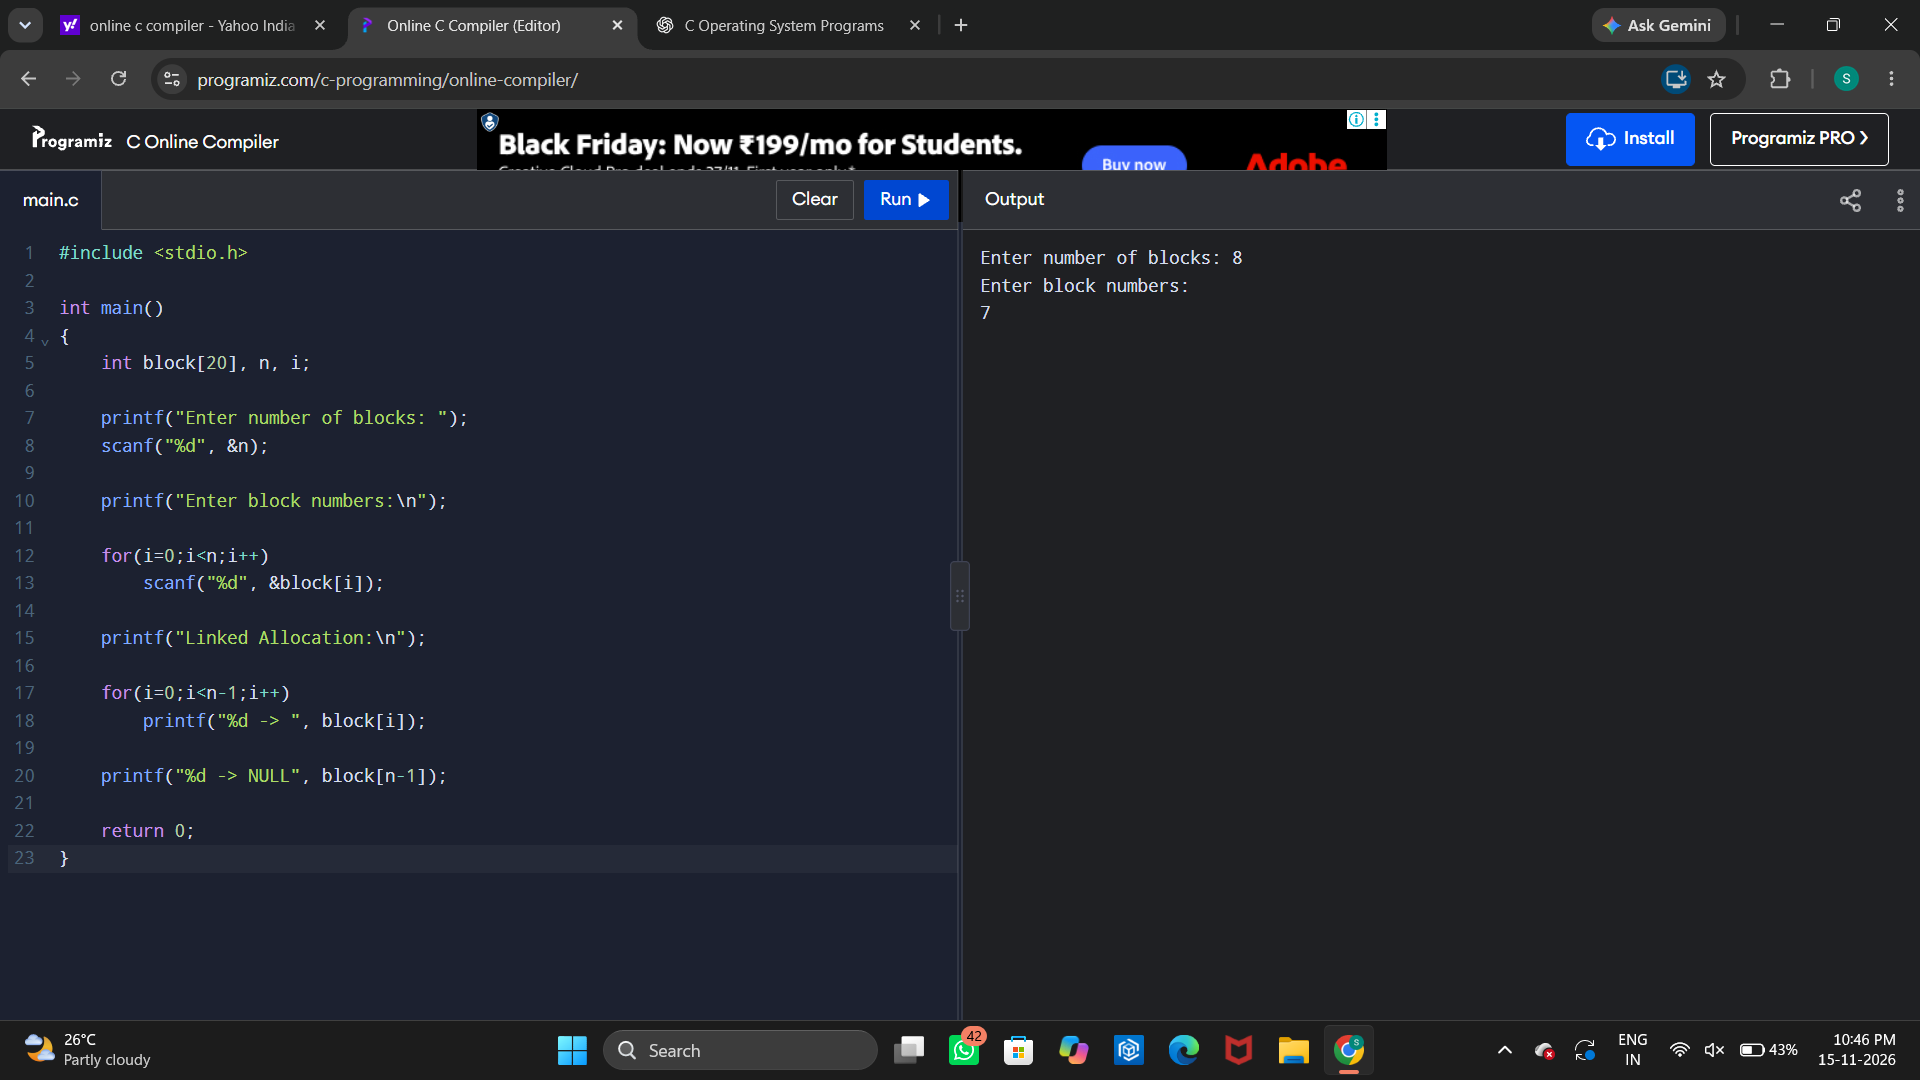 online c compiler - Yahoo India
Online C Compiler (Editor)
C Operating System Programs
Ask Gemini
programiz.com/c-programming/online-compiler/
S
Programiz C Online Compiler
Black Friday: Now ₹199/mo for Students.
Buy now
Adobe
Install
Programiz PRO
main.c
Clear
Run
Output
1 #include <stdio.h>
2
3 int main()
4 {
5 int block[20], n, i;
6
7 printf("Enter number of blocks: ");
8 scanf("%d", &n);
9
10 printf("Enter block numbers:\n");
11
12 for(i=0;i<n;i++)
13 scanf("%d", &block[i]);
14
15 printf("Linked Allocation:\n");
16
17 for(i=0;i<n-1;i++)
18 printf("%d -> ", block[i]);
19
20 printf("%d -> NULL", block[n-1]);
21
22 return 0;
23 }
Enter number of blocks: 8
Enter block numbers:
7
26°C
Partly cloudy
Search
42
ENG
IN
43%
10:46 PM
15-11-2026